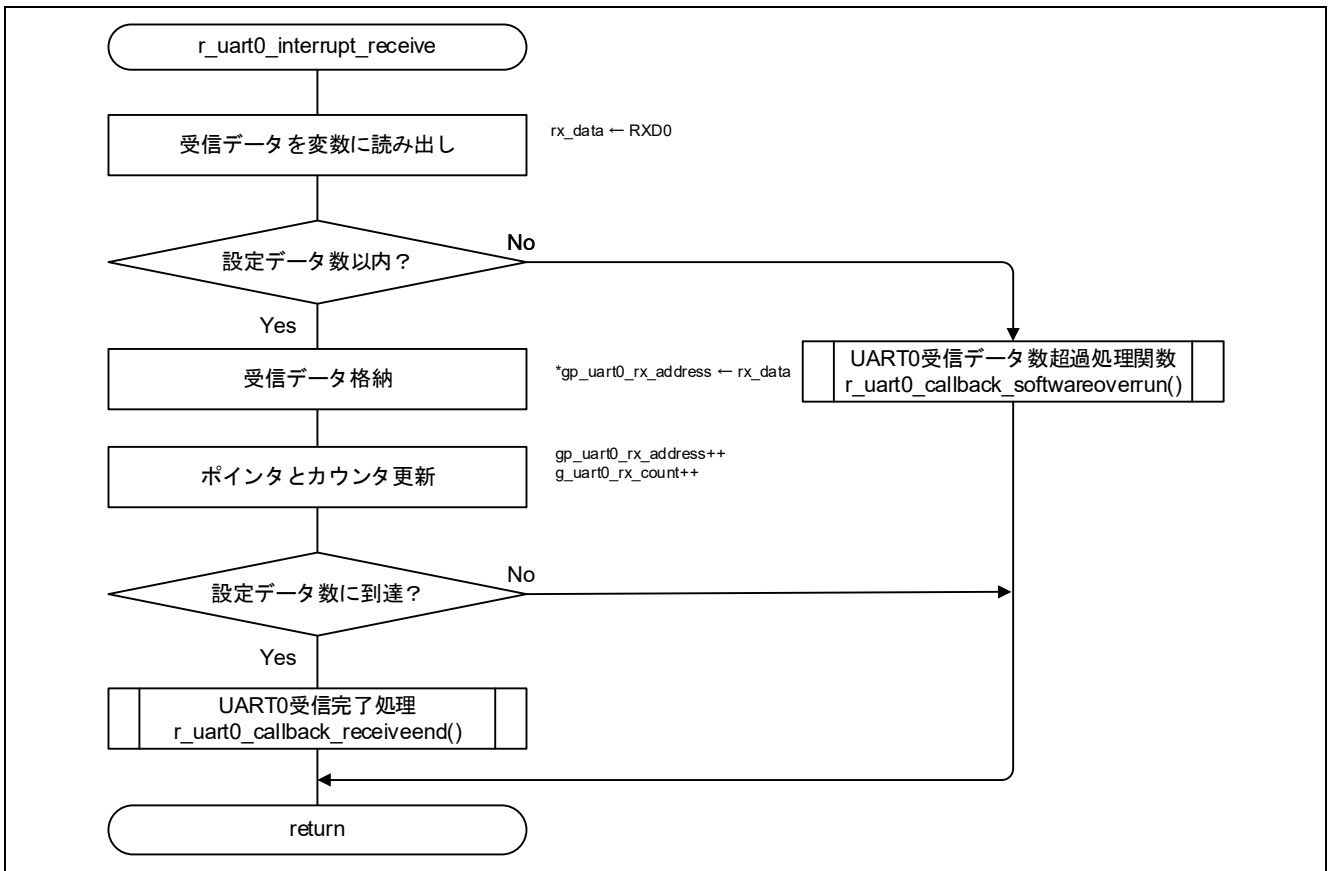 r_uart0_interrupt_receive
受信データを変数に読み出し
rx_data ← RXD0
設定データ数以内？
No
Yes
受信データ格納
*gp_uart0_rx_address ← rx_data
UART0受信データ数超過処理関数
r_uart0_callback_softwareoverrun()
ポインタとカウンタ更新
gp_uart0_rx_address++
g_uart0_rx_count++
設定データ数に到達？
No
Yes
UART0受信完了処理
r_uart0_callback_receiveend()
return